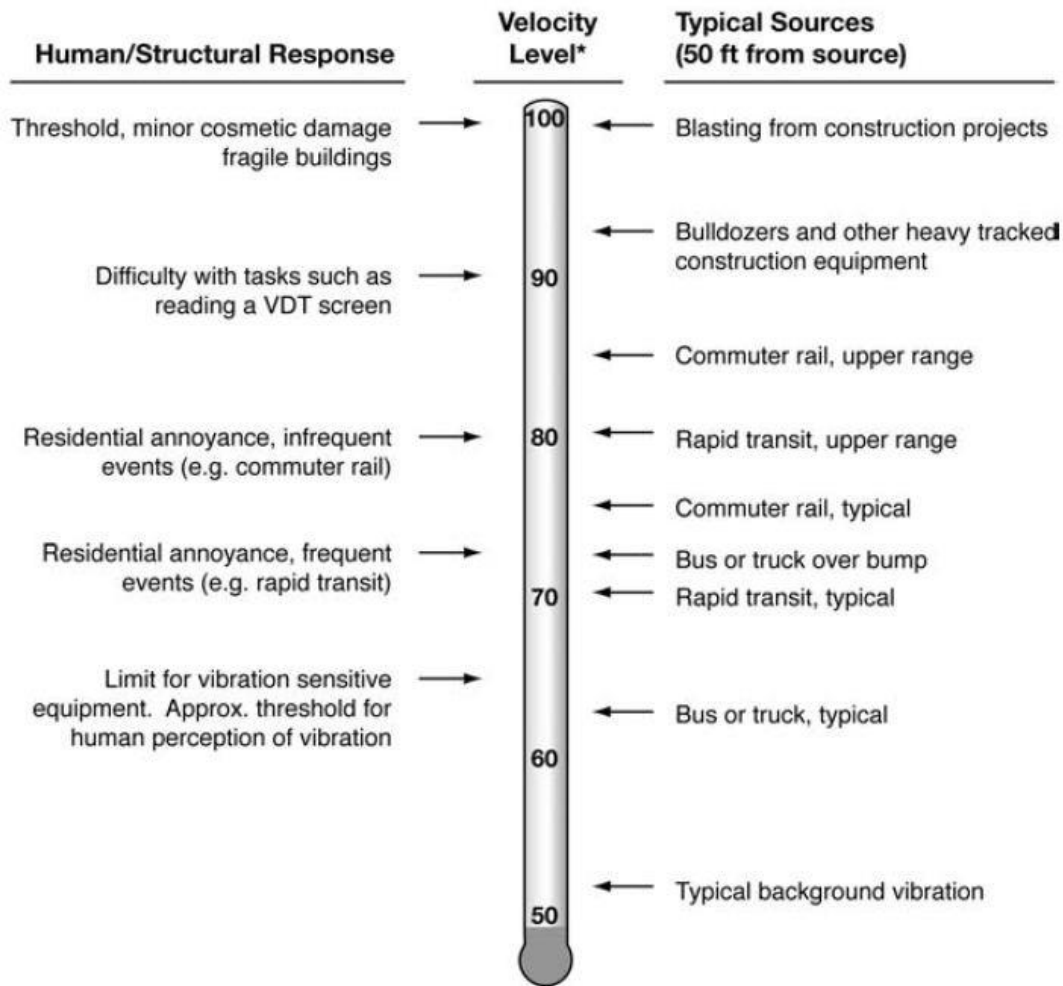 Human/Structural Response
Velocity
Level*
Typical Sources
(50 ft from source)
Threshold, minor cosmetic damage
fragile buildings
100
Blasting from construction projects
Bulldozers and other heavy tracked
construction equipment
Difficulty with tasks such as
reading a VDT screen
90
Commuter rail, upper range
Residential annoyance, infrequent
events (e.g. commuter rail)
80
Rapid transit, upper range
Commuter rail, typical
Residential annoyance, frequent
events (e.g. rapid transit)
Bus or truck over bump
70
Rapid transit, typical
Limit for vibration sensitive
equipment. Approx. threshold for
human perception of vibration
Bus or truck, typical
60
Typical background vibration
50